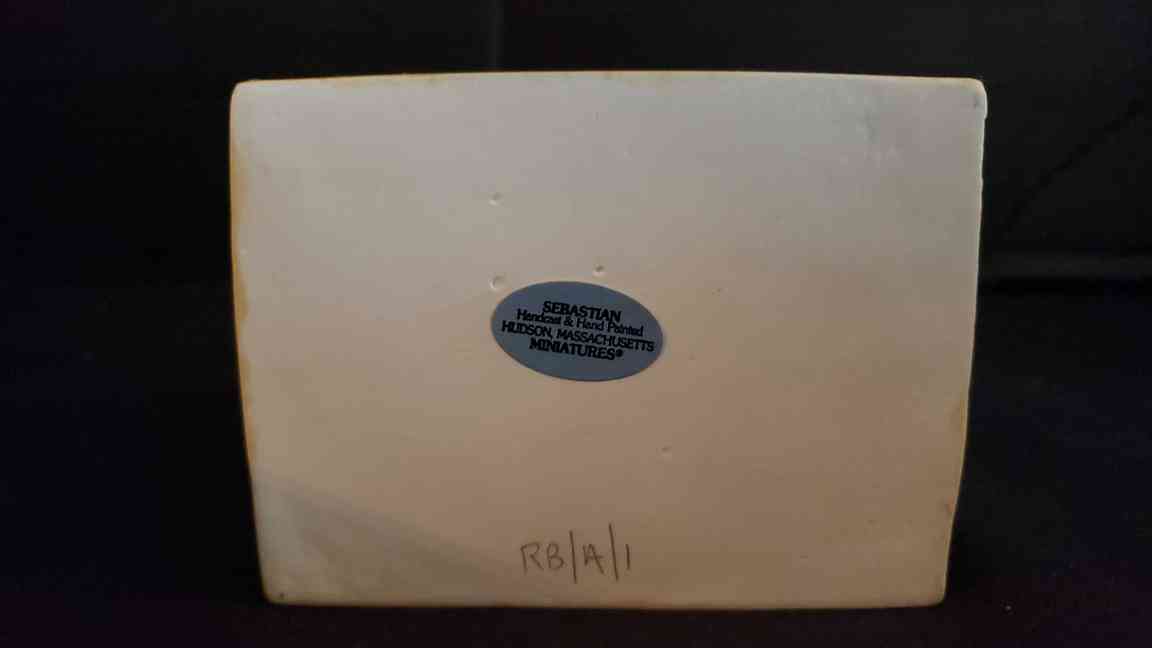 SEBASTIAN
Handcast & Hand Painted
HUDSON, MASSACHUSETTS
MINIATURES®
RB/A/1